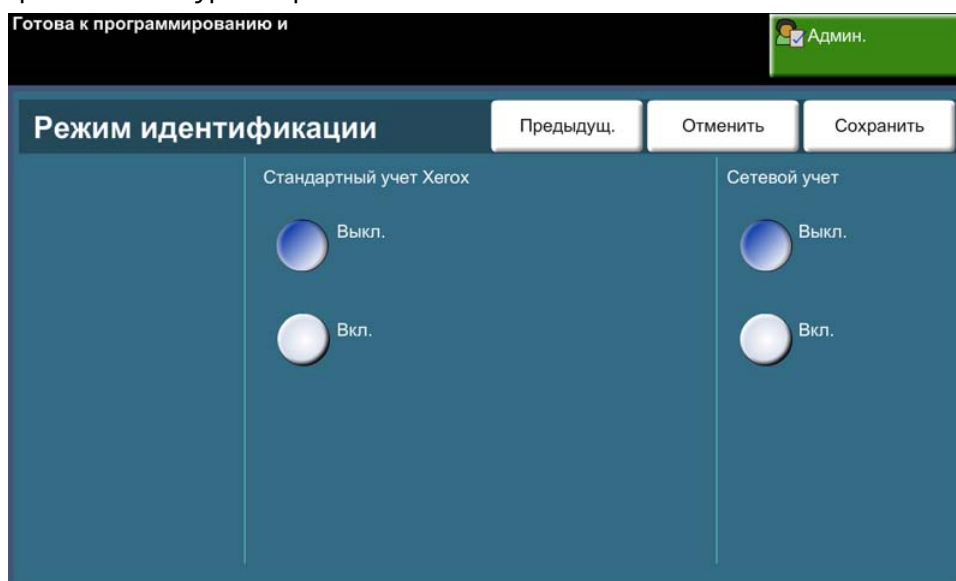 Готова к программированию и
Админ.
Режим идентификации
Предыдущ.
Отменить
Сохранить
Стандартный учет Xerox
Сетевой учет
Выкл.
Выкл.
Вкл.
Вкл.